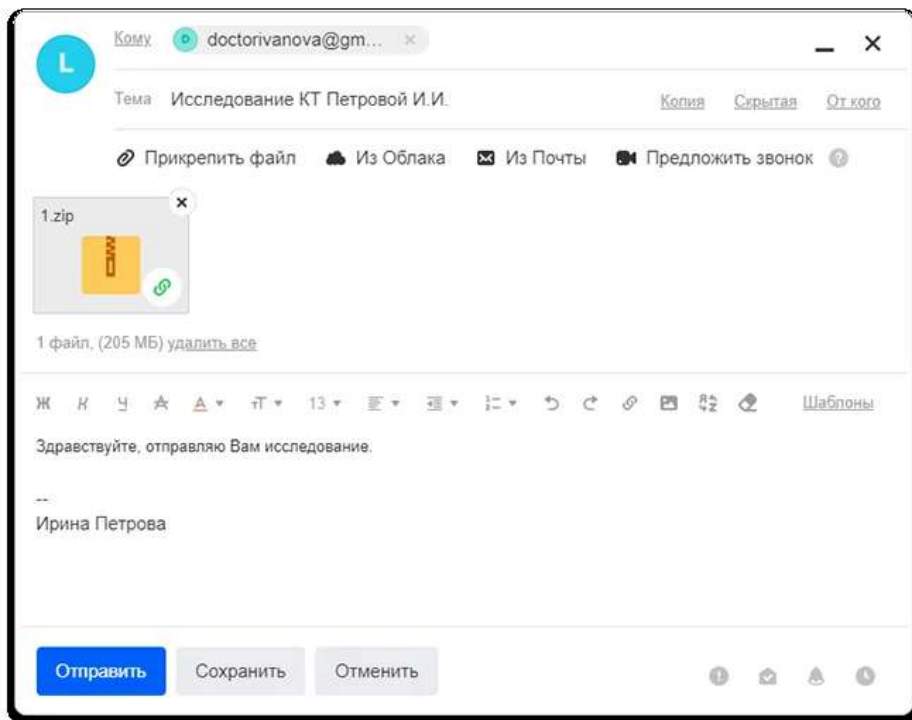 Кому D doctorivanova@gm...
L
Тема Исследование КТ Петровой И.И. Копия Скрытая От кого
Прикрепить файл Из Облака Из Почты Предложить звонок ?
1.zip
1 файл, (205 МБ) удалить все
Ж К У А А тТ 13 Шаблоны
Здравствуйте, отправляю Вам исследование.
--
Ирина Петрова
Отправить Сохранить Отменить